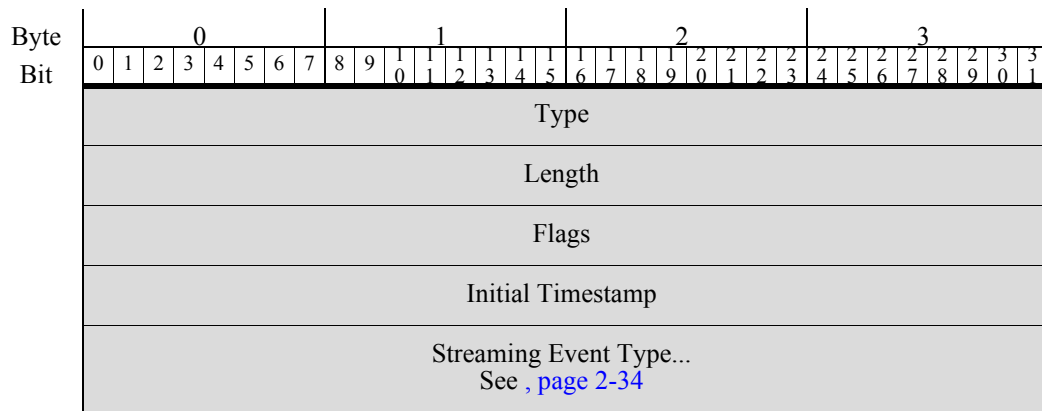 Byte 0 1 2 3
Bit 0 1 2 3 4 5 6 7 8 9 10 11 12 13 14 15 16 17 18 19 20 21 22 23 24 25 26 27 28 29 30 31
Type
Length
Flags
Initial Timestamp
Streaming Event Type...
See , page 2-34